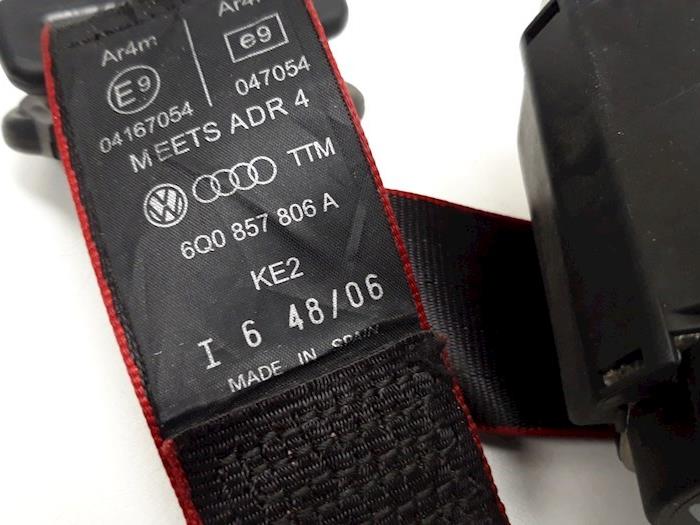 Ar4m Ar4m
E9 e9
04167054 047054
MEETS ADR 4
VW TTM
6Q0 857 806 A
KE2
I 6 48/06
MADE IN SPAIN